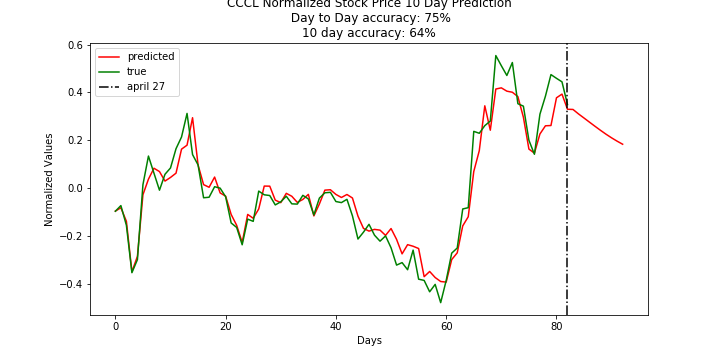 CCCL Normalized Stock Price 10 Day Prediction
Day to Day accuracy: 75%
10 day accuracy: 64%
predicted
true
april 27
Normalized Values
0.6
0.4
0.2
0.0
−0.2
−0.4
0
20
40
60
80
Days